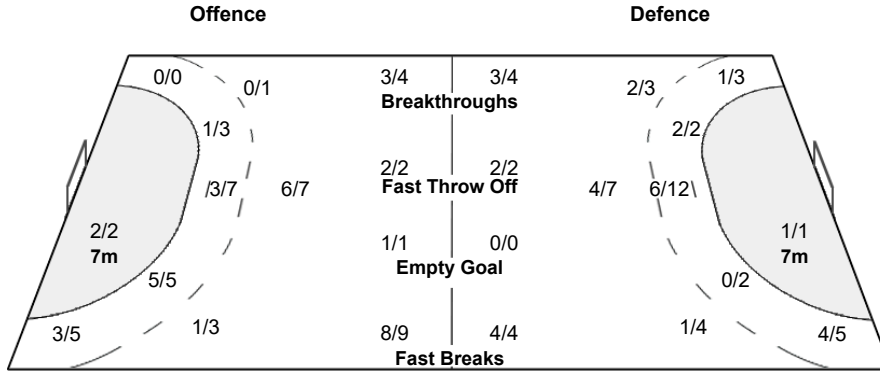 Offence Defence
0/0 0/1 3/4 3/4 2/3 1/3
Breakthroughs
1/3 2/2
2/2 2/2
3/7 6/7 Fast Throw Off 4/7 6/12
2/2 1/1 0/0 1/1
7m Empty Goal 7m
5/5 0/2
3/5 1/3 8/9 4/4 1/4 4/5
Fast Breaks